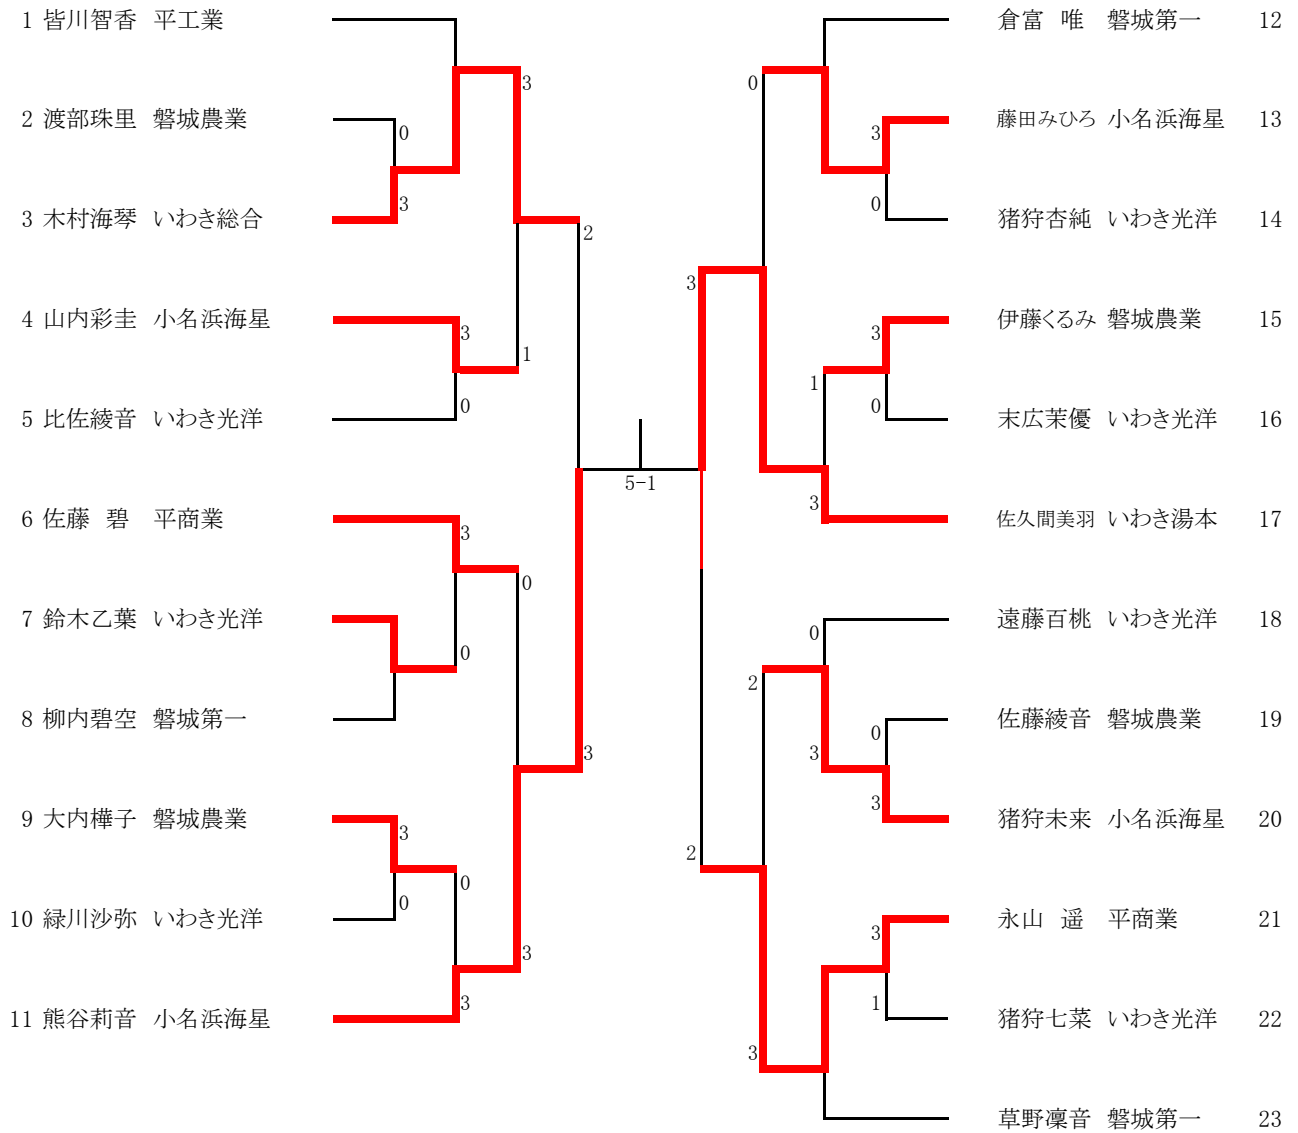 1 皆川智香 平工業
2 渡部珠里 磐城農業
3 木村海琴 いわき総合
4 山内彩圭 小名浜海星
5 比佐綾音 いわき光洋
6 佐藤 碧 平商業
7 鈴木乙葉 いわき光洋
8 柳内碧空 磐城第一
9 大内樺子 磐城農業
10 緑川沙弥 いわき光洋
11 熊谷莉音 小名浜海星
0
3
3
0
3
0
3
0
0
3
3
1
0
3
2
3
5-1
3
2
0
3
2
3
1
0
3
3
0
3
0
0
3
3
1
倉富 唯 磐城第一 12
藤田みひろ 小名浜海星 13
猪狩杏純 いわき光洋 14
伊藤くるみ 磐城農業 15
末広茉優 いわき光洋 16
佐久間美羽 いわき湯本 17
遠藤百桃 いわき光洋 18
佐藤綾音 磐城農業 19
猪狩未来 小名浜海星 20
永山 遥 平商業 21
猪狩七菜 いわき光洋 22
草野凜音 磐城第一 23